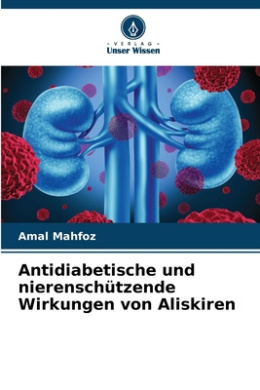 VERLAG
Unser Wissen
Amal Mahfoz
Antidiabetische und
nierenschützende
Wirkungen von Aliskiren